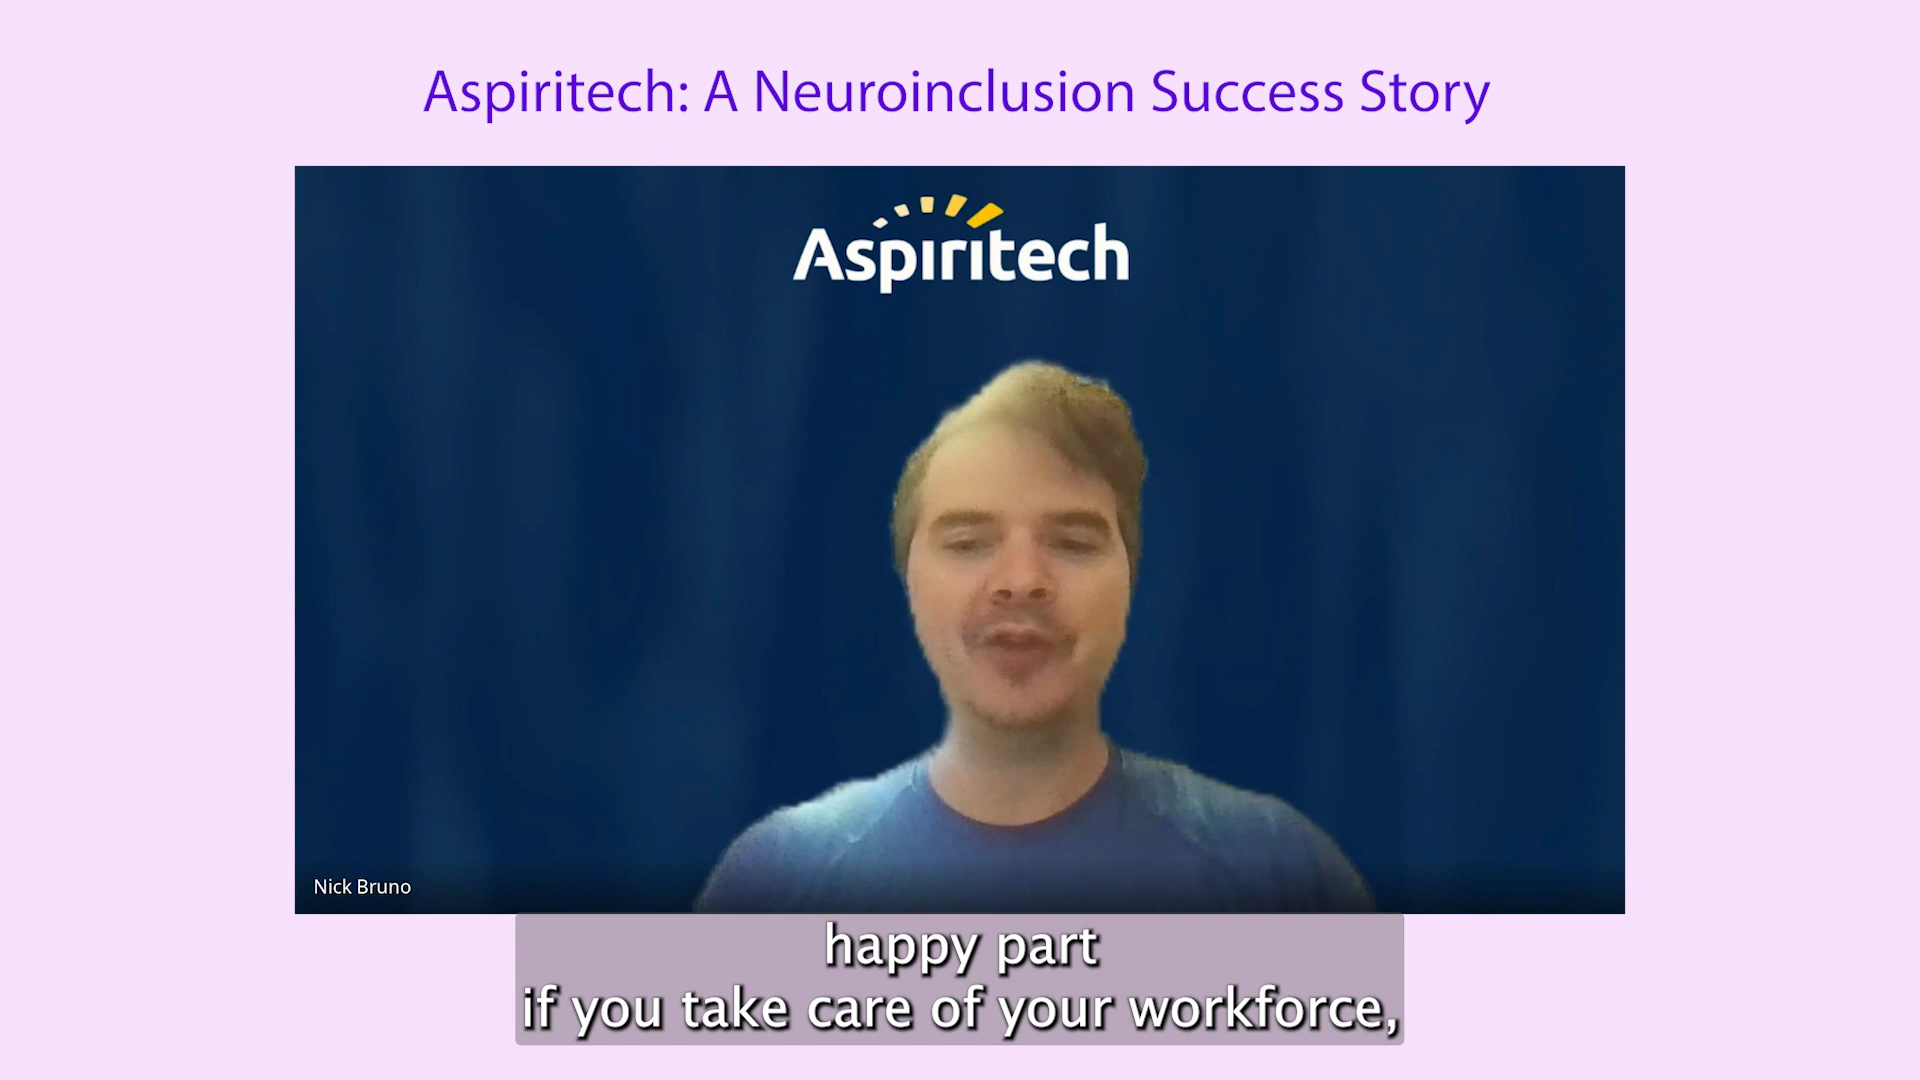 Aspiritech: A Neuroinclusion Success Story
Aspiritech
Nick Bruno
happy part
if you take care of your workforce,